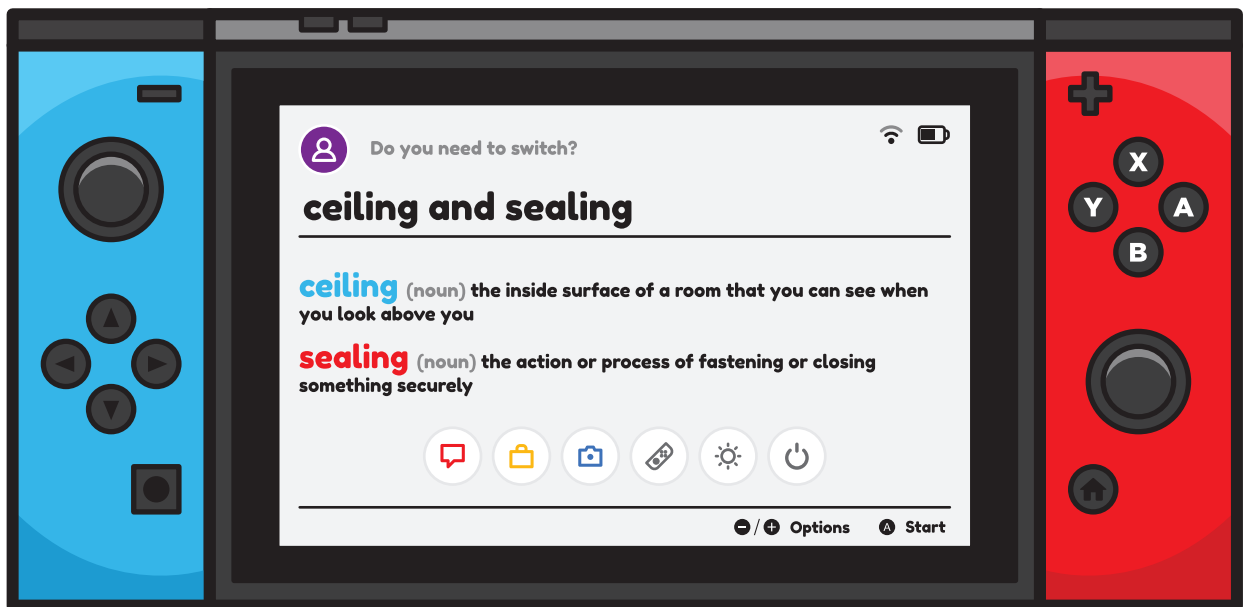 Do you need to switch?
ceiling and sealing
ceiling (noun) the inside surface of a room that you can see when
you look above you
sealing (noun) the action or process of fastening or closing
something securely
−/+ Options A Start
X
Y A
B